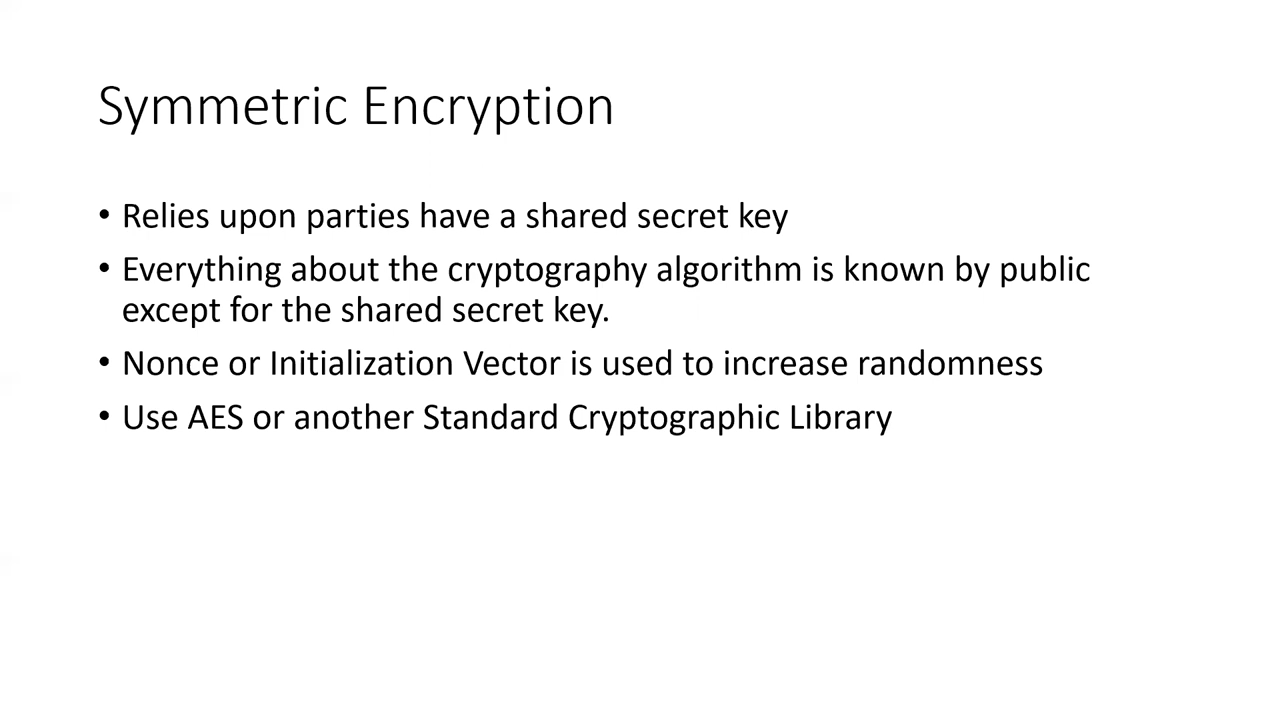 Symmetric Encryption
• Relies upon parties have a shared secret key
• Everything about the cryptography algorithm is known by public
except for the shared secret key.
• Nonce or Initialization Vector is used to increase randomness
• Use AES or another Standard Cryptographic Library